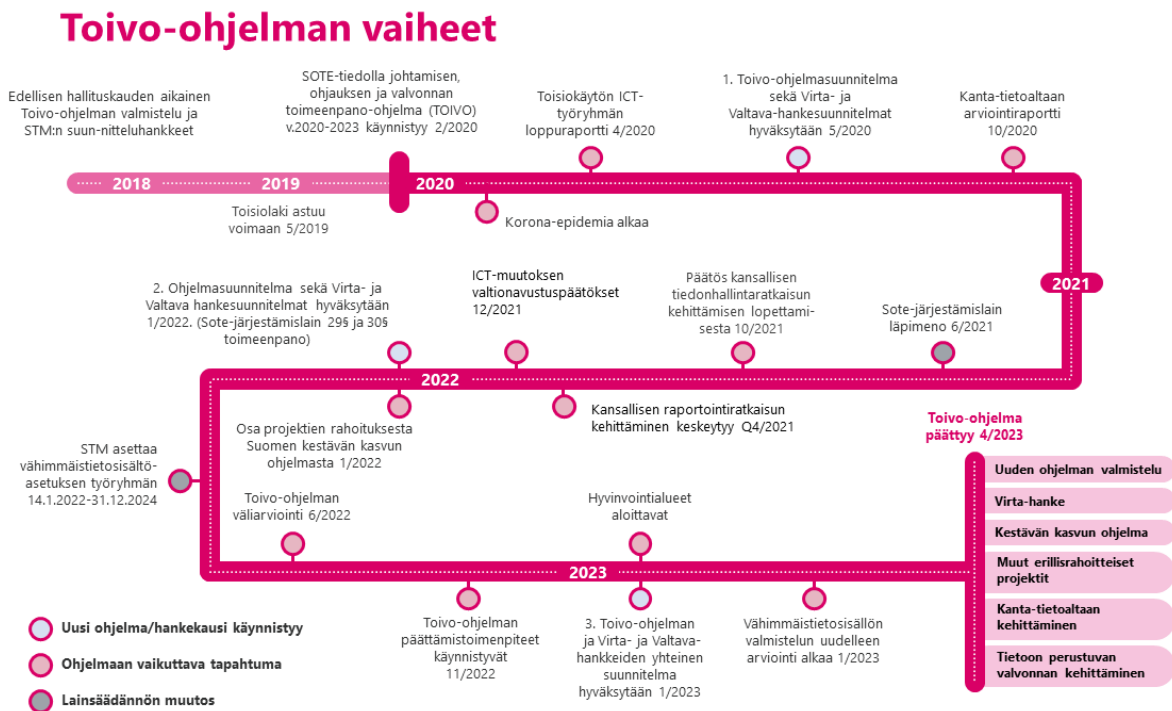 Toivo-ohjelman vaiheet
Edellisen hallituskauden aikainen
Toivo-ohjelman valmistelu ja
STM:n suun-nitteluhankkeet
SOTE-tiedolla johtamisen,
ohjauksen ja valvonnan
toimeenpano-ohjelma (TOIVO)
v.2020-2023 käynnistyy 2/2020
Toisiokäytön ICT-
työryhmän
loppuraportti 4/2020
1. Toivo-ohjelmasuunnitelma
sekä Virta- ja
Valtava-hankesuunnitelmat
hyväksytään 5/2020
Kanta-tietoaltaan
arviointiraportti
10/2020
2018
2019
2020
Toisiolaki astuu
voimaan 5/2019
Korona-epidemia alkaa
2021
2. Ohjelmasuunnitelma sekä Virta- ja
Valtava hankesuunnitelmat hyväksytään
1/2022. (Sote-järjestämislain 29§ ja 30§
toimeenpano)
ICT-muutoksen
valtionavustuspäätökset
12/2021
Päätös kansallisen
tiedonhallintaratkaisun
kehittämisen lopettami-
sesta 10/2021
Sote-järjestämislain
läpimeno 6/2021
2022
Osa projektien rahoituksesta
Suomen kestävän kasvun
ohjelmasta 1/2022
Kansallisen raportointiratkaisun
kehittäminen keskeytyy Q4/2021
STM asettaa
vähimmäistietosisältö-
asetuksen työryhmän
14.1.2022-31.12.2024
Toivo-ohjelman
väliarviointi 6/2022
Hyvinvointialueet
aloittavat
2023
Toivo-ohjelman
päättämistoimenpiteet
käynnistyvät
11/2022
3. Toivo-ohjelman
ja Virta- ja Valtava-
hankkeiden yhteinen
suunnitelma
hyväksytään 1/2023
Vähimmäistietosisällön
valmistelun uudelleen
arviointi alkaa 1/2023
Toivo-ohjelma
päättyy 4/2023
Uuden ohjelman valmistelu
Virta-hanke
Kestävän kasvun ohjelma
Muut erillisrahoitteiset
projektit
Kanta-tietoaltaan
kehittäminen
Tietoon perustuvan
valvonnan kehittäminen
Uusi ohjelma/hankekausi käynnistyy
Ohjelmaan vaikuttava tapahtuma
Lainsäädännön muutos